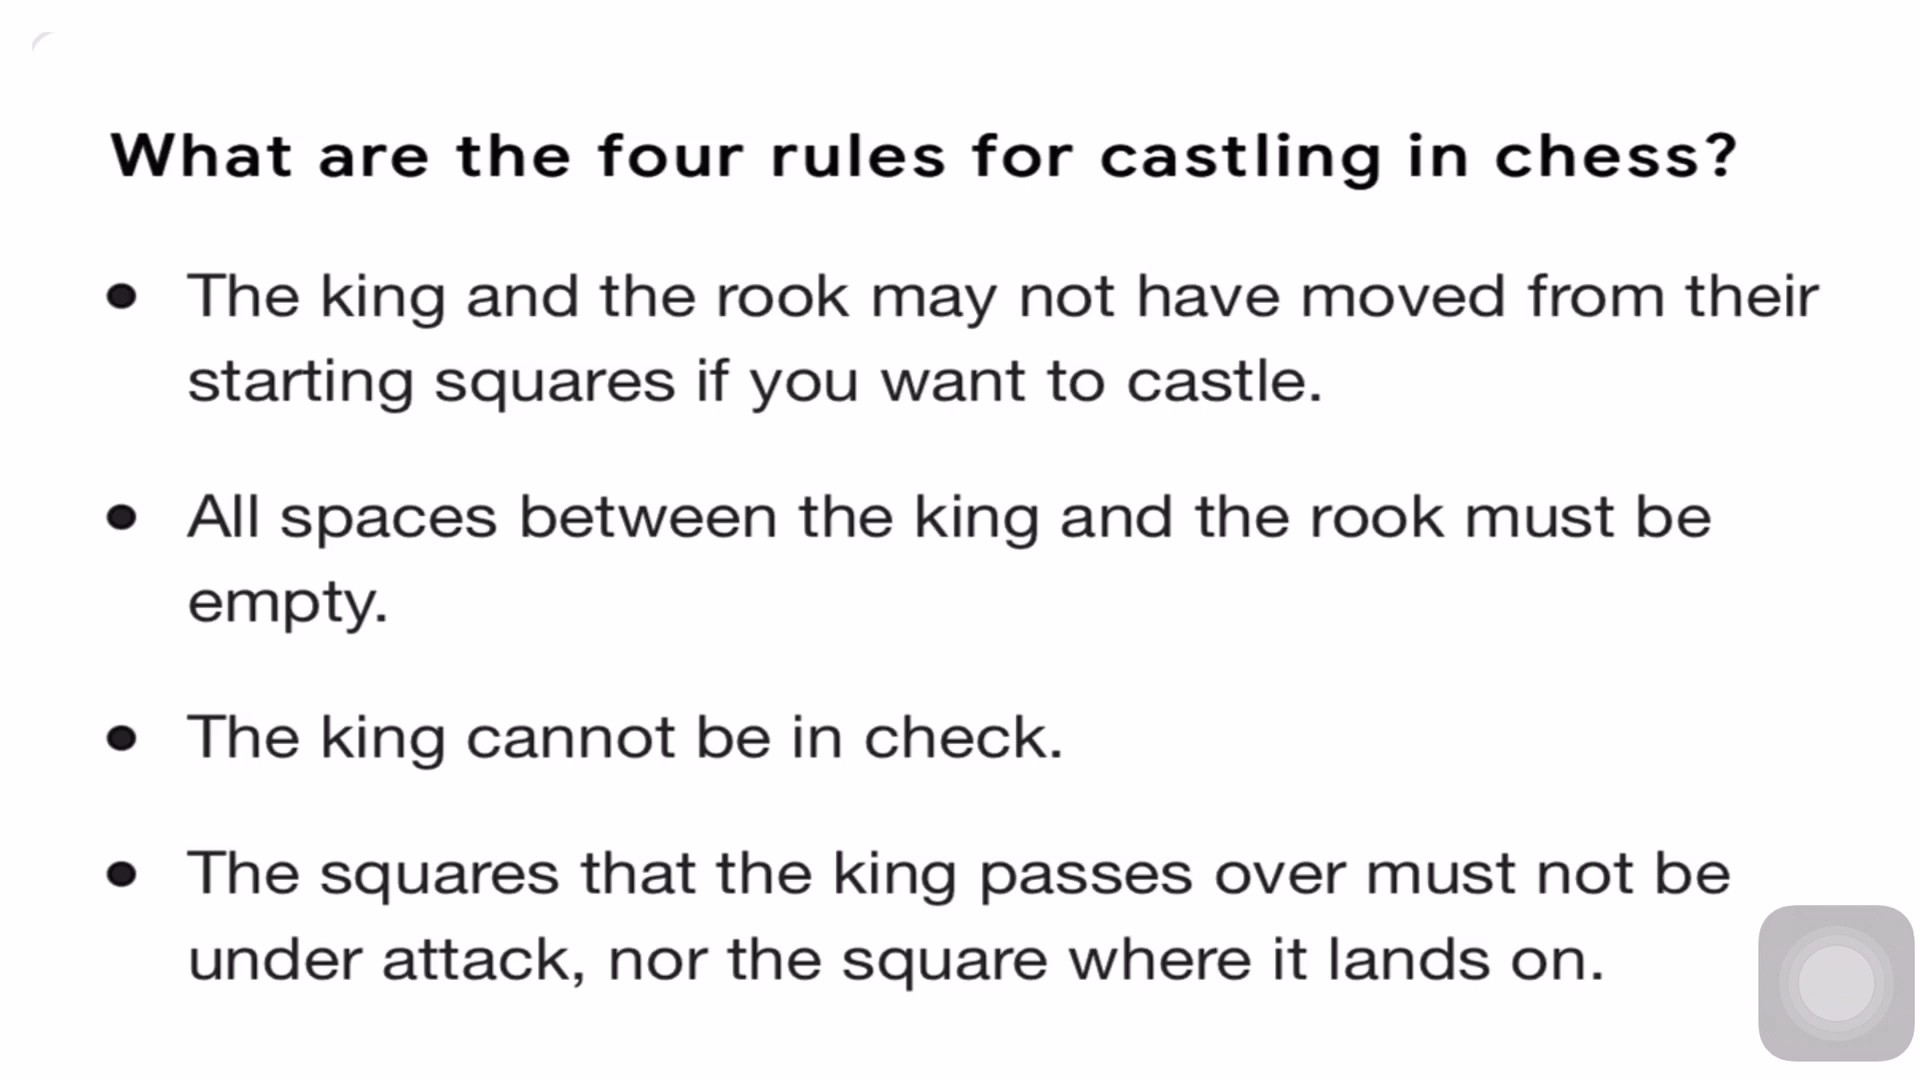 What are the four rules for castling in chess?
● The king and the rook may not have moved from their
starting squares if you want to castle.
● All spaces between the king and the rook must be
empty.
● The king cannot be in check.
● The squares that the king passes over must not be
under attack, nor the square where it lands on.